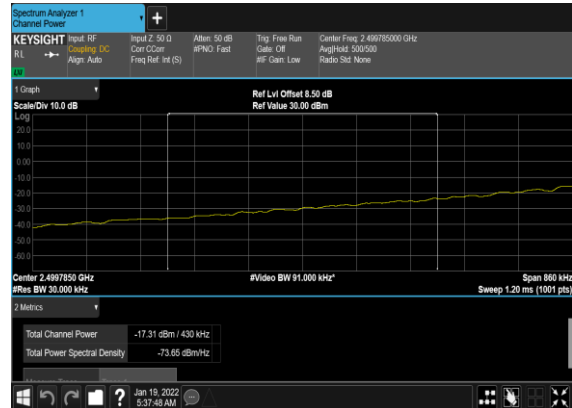 Spectrum Analyzer 1
Channel Power
KEYSIGHT Input: RF Input Z: 50 Ω Atten: 50 dB Trig: Free Run Center Freq: 2.499785000 GHz
R L Coupling: DC Corr CCorr #PNO: Fast Gate: Off Avg|Hold: 500/500
Align: Auto Freq Ref: Int (S) #IF Gain: Low Radio Std: None
1 Graph
Ref Lvl Offset 8.50 dB
Scale/Div 10.0 dB Ref Value 30.00 dBm
Log
20.0
10.0
0.00
-10.0
-20.0
-30.0
-40.0
-50.0
-60.0
Center 2.4997850 GHz #Video BW 91.000 kHz* Span 860 kHz
#Res BW 30.000 kHz Sweep 1.20 ms (1001 pts)
2 Metrics
Total Channel Power -17.31 dBm / 430 kHz
Total Power Spectral Density -73.65 dBm/Hz
?
Jan 19, 2022
5:37:48 AM